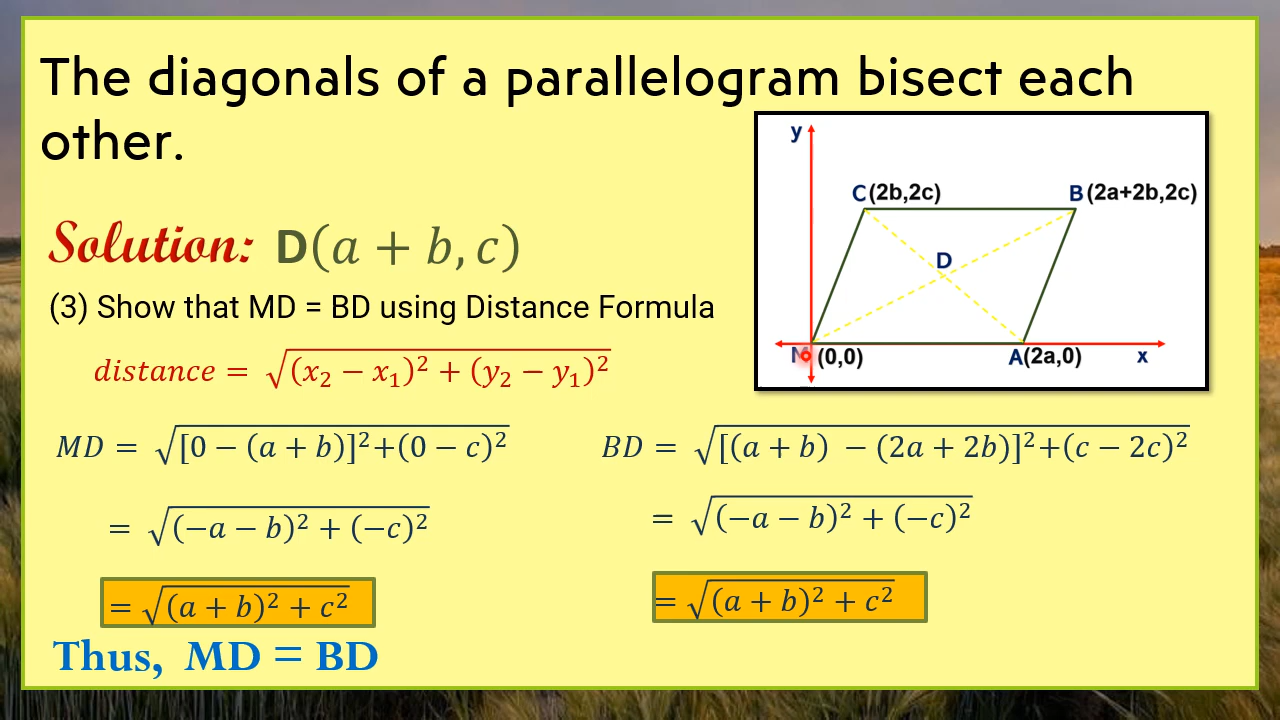 The diagonals of a parallelogram bisect each
other.
y
C(2b,2c)
B(2a+2b,2c)
D
M (0,0)
A(2a,0)
x
Solution: D(a + b, c)
(3) Show that MD = BD using Distance Formula
distance = √(x₂ − x₁)² + (y₂ − y₁)²
MD = √[0 − (a + b)]²+(0 − c)²
= √(−a − b)² + (−c)²
= √(a + b)² + c²
BD = √[(a + b) − (2a + 2b)]²+(c − 2c)²
= √(−a − b)² + (−c)²
= √(a + b)² + c²
Thus, MD = BD